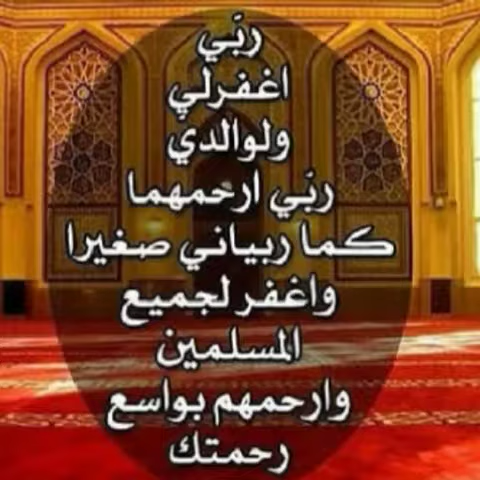 ربّي
اغفرلي
ولوالدي
ربّي ارحمهما
كما ربياني صغيرا
واغفر لجميع
المسلمين
وارحمهم بواسع
رحمتك